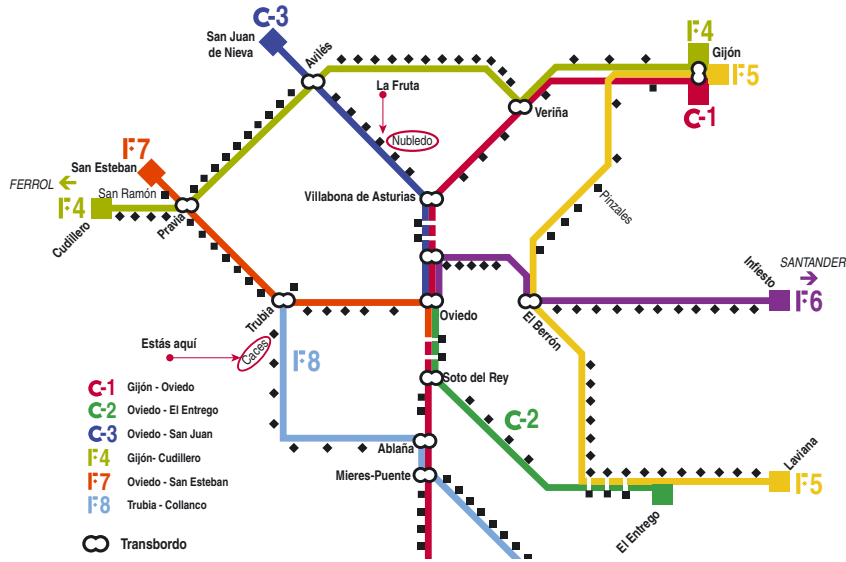 C-3
San Juan
de Nieva
Avilés
F4
Gijón
F5
C-1
La Fruta
Nubledo
Veriña
F7
San Esteban
FERROL
San Ramón
F4
Cudillero
Pravia
Villabona de Asturias
Pinzales
SANTANDER
Infiesto
F6
Trubia
Oviedo
El Berrón
Estás aquí
Caces
F8
Soto del Rey
C-1 Gijón - Oviedo
C-2 Oviedo - El Entrego
C-3 Oviedo - San Juan
F4 Gijón- Cudillero
F7 Oviedo - San Esteban
F8 Trubia - Collanco
C-2
Ablaña
Mieres-Puente
Laviana
F5
El Entrego
Transbordo